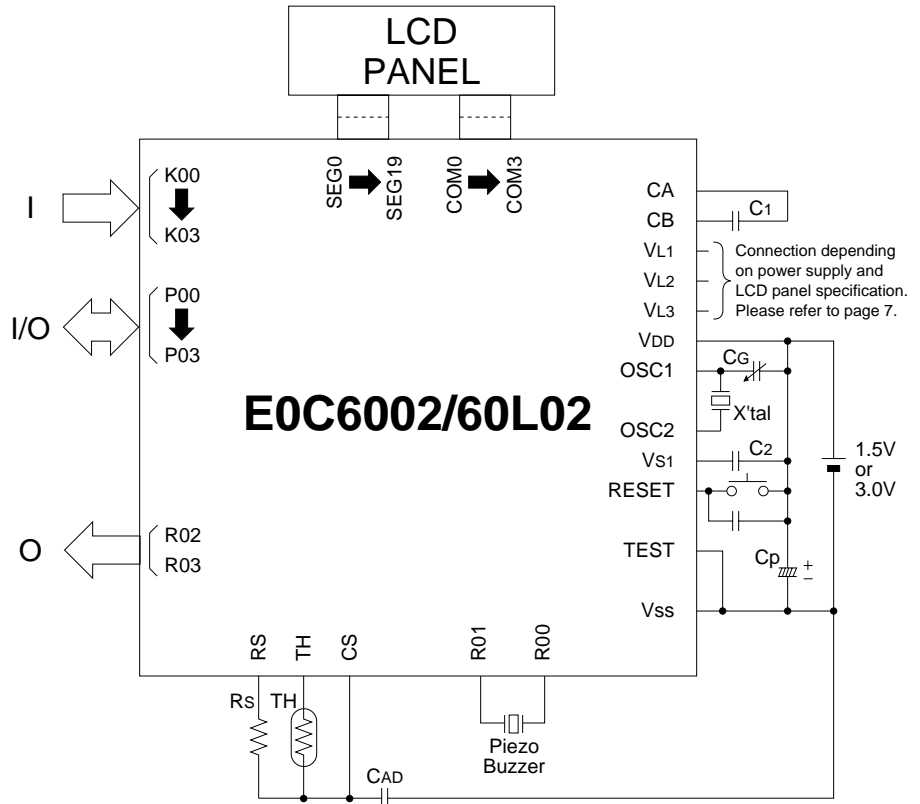 LCD
PANEL
SEG0
SEG19
COM0
COM3
I
K00
K03
I/O
P00
P03
O
R02
R03
E0C6002/60L02
CA
CB
C1
VL1
VL2
VL3
Connection depending
on power supply and
LCD panel specification.
Please refer to page 7.
VDD
OSC1
CG
X'tal
OSC2
VS1
C2
RESET
TEST
Cp
+
–
Vss
1.5V
or
3.0V
RS
TH
CS
R01
R00
Rs
TH
CAD
Piezo
Buzzer